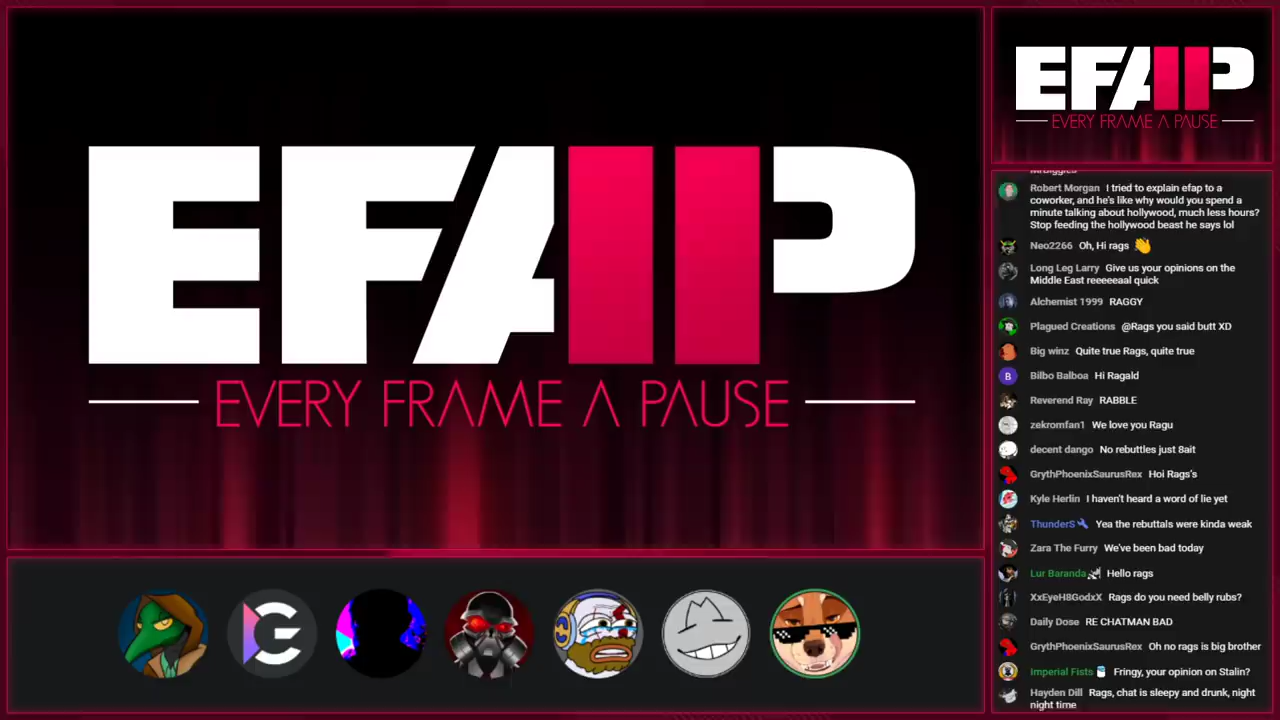 EFAP
EVERY FRAME A PAUSE
EFAP
EVERY FRAME A PAUSE
Robert Morgan I tried to explain efap to a
coworker, and he's like why would you spend a
minute talking about hollywood, much less hours?
Stop feeding the hollywood beast he says lol
Neo2266 Oh, Hi rags 👋
Long Leg Larry Give us your opinions on the
Middle East reeeeeaal quick
Alchemist 1999 RAGGY
Plagued Creations @Rags you said butt XD
Big winz Quite true Rags, quite true
B Bilbo Balboa Hi Ragald
Reverend Ray RABBLE
zekromfan1 We love you Ragu
decent dango No rebuttles just 8ait
GrythPhoenixSaurusRex Hoi Rags's
Kyle Herlin I haven't heard a word of lie yet
ThunderS Yea the rebuttals were kinda weak
Zara The Furry We've been bad today
Lur Baranda Hello rags
XxEyeH8GodxX Rags do you need belly rubs?
Daily Dose RE CHATMAN BAD
GrythPhoenixSaurusRex Oh no rags is big brother
Imperial Fists Fringy, your opinion on Stalin?
Hayden Dill Rags, chat is sleepy and drunk, night
night time